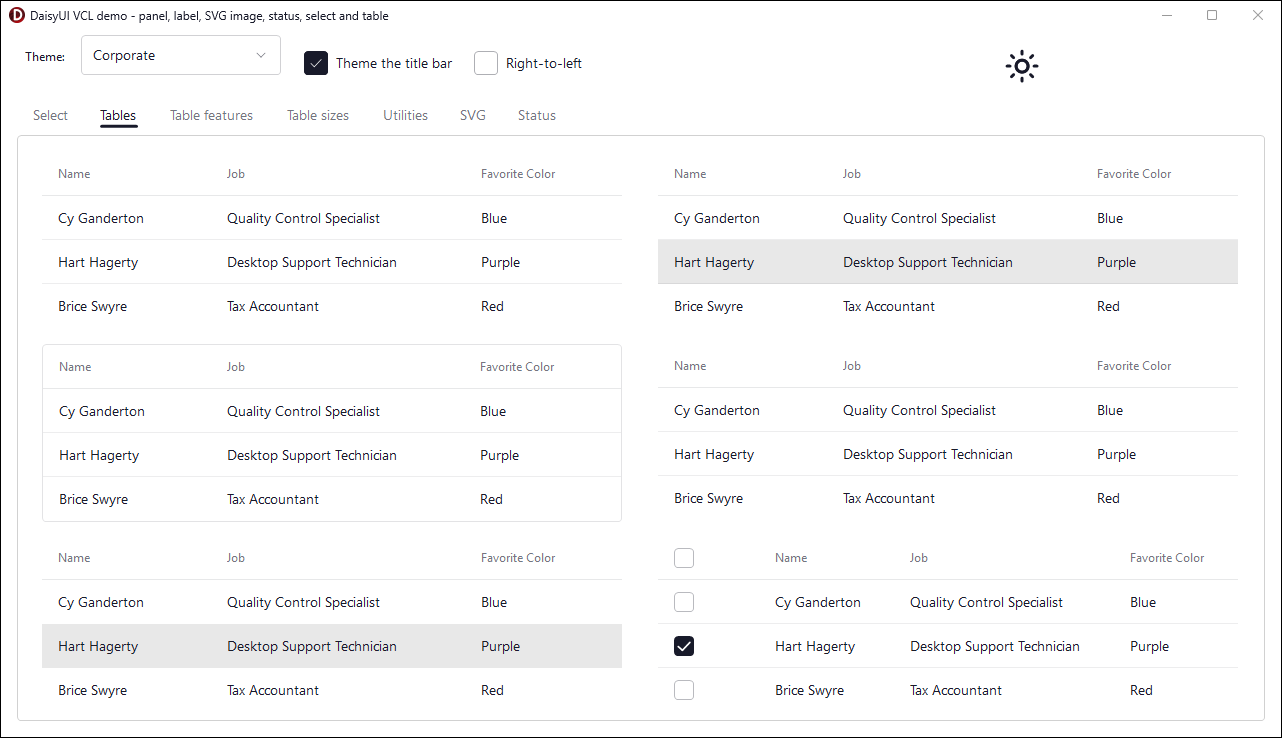 DaisyUI VCL demo - panel, label, SVG image, status, select and table
Theme: Corporate Theme the title bar Right-to-left
Select Tables Table features Table sizes Utilities SVG Status
Name Job Favorite Color
Cy Ganderton Quality Control Specialist Blue
Hart Hagerty Desktop Support Technician Purple
Brice Swyre Tax Accountant Red
Name Job Favorite Color
Cy Ganderton Quality Control Specialist Blue
Hart Hagerty Desktop Support Technician Purple
Brice Swyre Tax Accountant Red
Name Job Favorite Color
Cy Ganderton Quality Control Specialist Blue
Hart Hagerty Desktop Support Technician Purple
Brice Swyre Tax Accountant Red
Name Job Favorite Color
Cy Ganderton Quality Control Specialist Blue
Hart Hagerty Desktop Support Technician Purple
Brice Swyre Tax Accountant Red
Name Job Favorite Color
Cy Ganderton Quality Control Specialist Blue
Hart Hagerty Desktop Support Technician Purple
Brice Swyre Tax Accountant Red
Name Job Favorite Color
Cy Ganderton Quality Control Specialist Blue
Hart Hagerty Desktop Support Technician Purple
Brice Swyre Tax Accountant Red